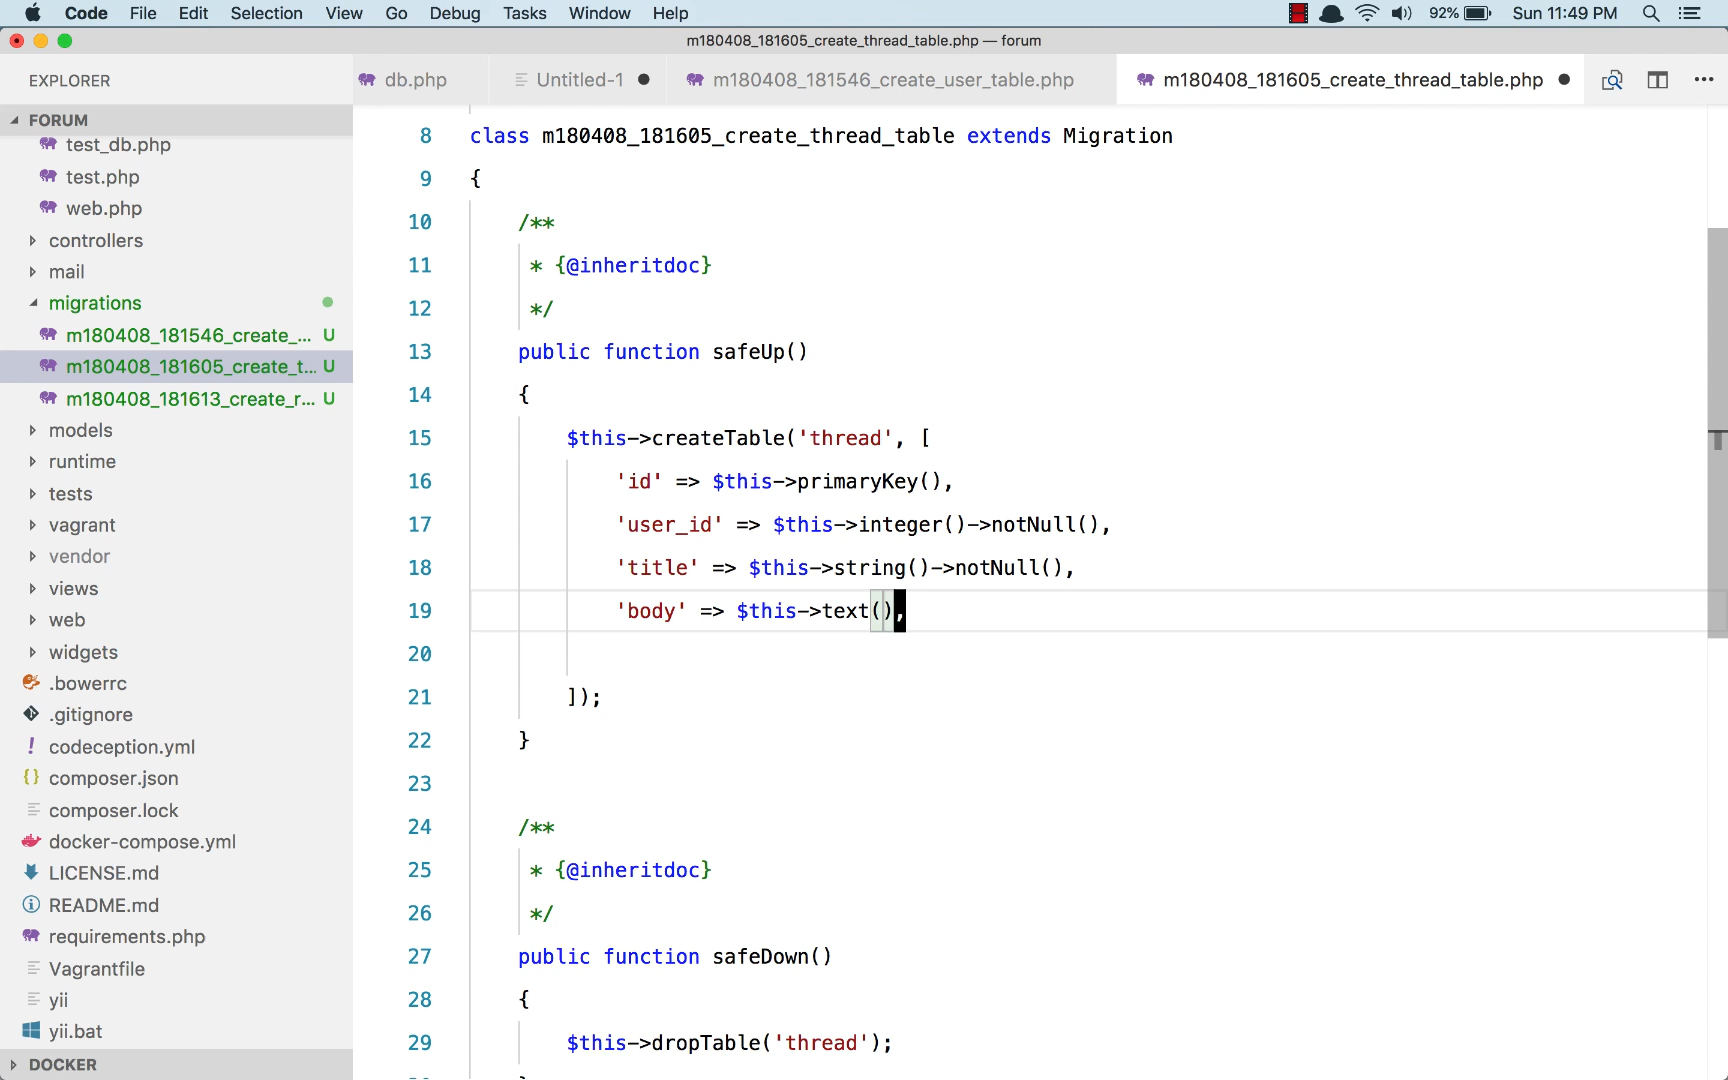 Code File Edit Selection View Go Debug Tasks Window Help 92% Sun 11:49 PM
m180408_181605_create_thread_table.php — forum
EXPLORER
db.php
Untitled-1
m180408_181546_create_user_table.php
m180408_181605_create_thread_table.php
FORUM
test_db.php
test.php
web.php
controllers
mail
migrations
m180408_181546_create_... U
m180408_181605_create_t... U
m180408_181613_create_r... U
models
runtime
tests
vagrant
vendor
views
web
widgets
.bowerrc
.gitignore
codeception.yml
composer.json
composer.lock
docker-compose.yml
LICENSE.md
README.md
requirements.php
Vagrantfile
yii
yii.bat
DOCKER
8 class m180408_181605_create_thread_table extends Migration
9 {
10 /**
11 * {@inheritdoc}
12 */
13 public function safeUp()
14 {
15 $this->createTable('thread', [
16 'id' => $this->primaryKey(),
17 'user_id' => $this->integer()->notNull(),
18 'title' => $this->string()->notNull(),
19 'body' => $this->text(),
20
21 ]);
22 }
23
24 /**
25 * {@inheritdoc}
26 */
27 public function safeDown()
28 {
29 $this->dropTable('thread');